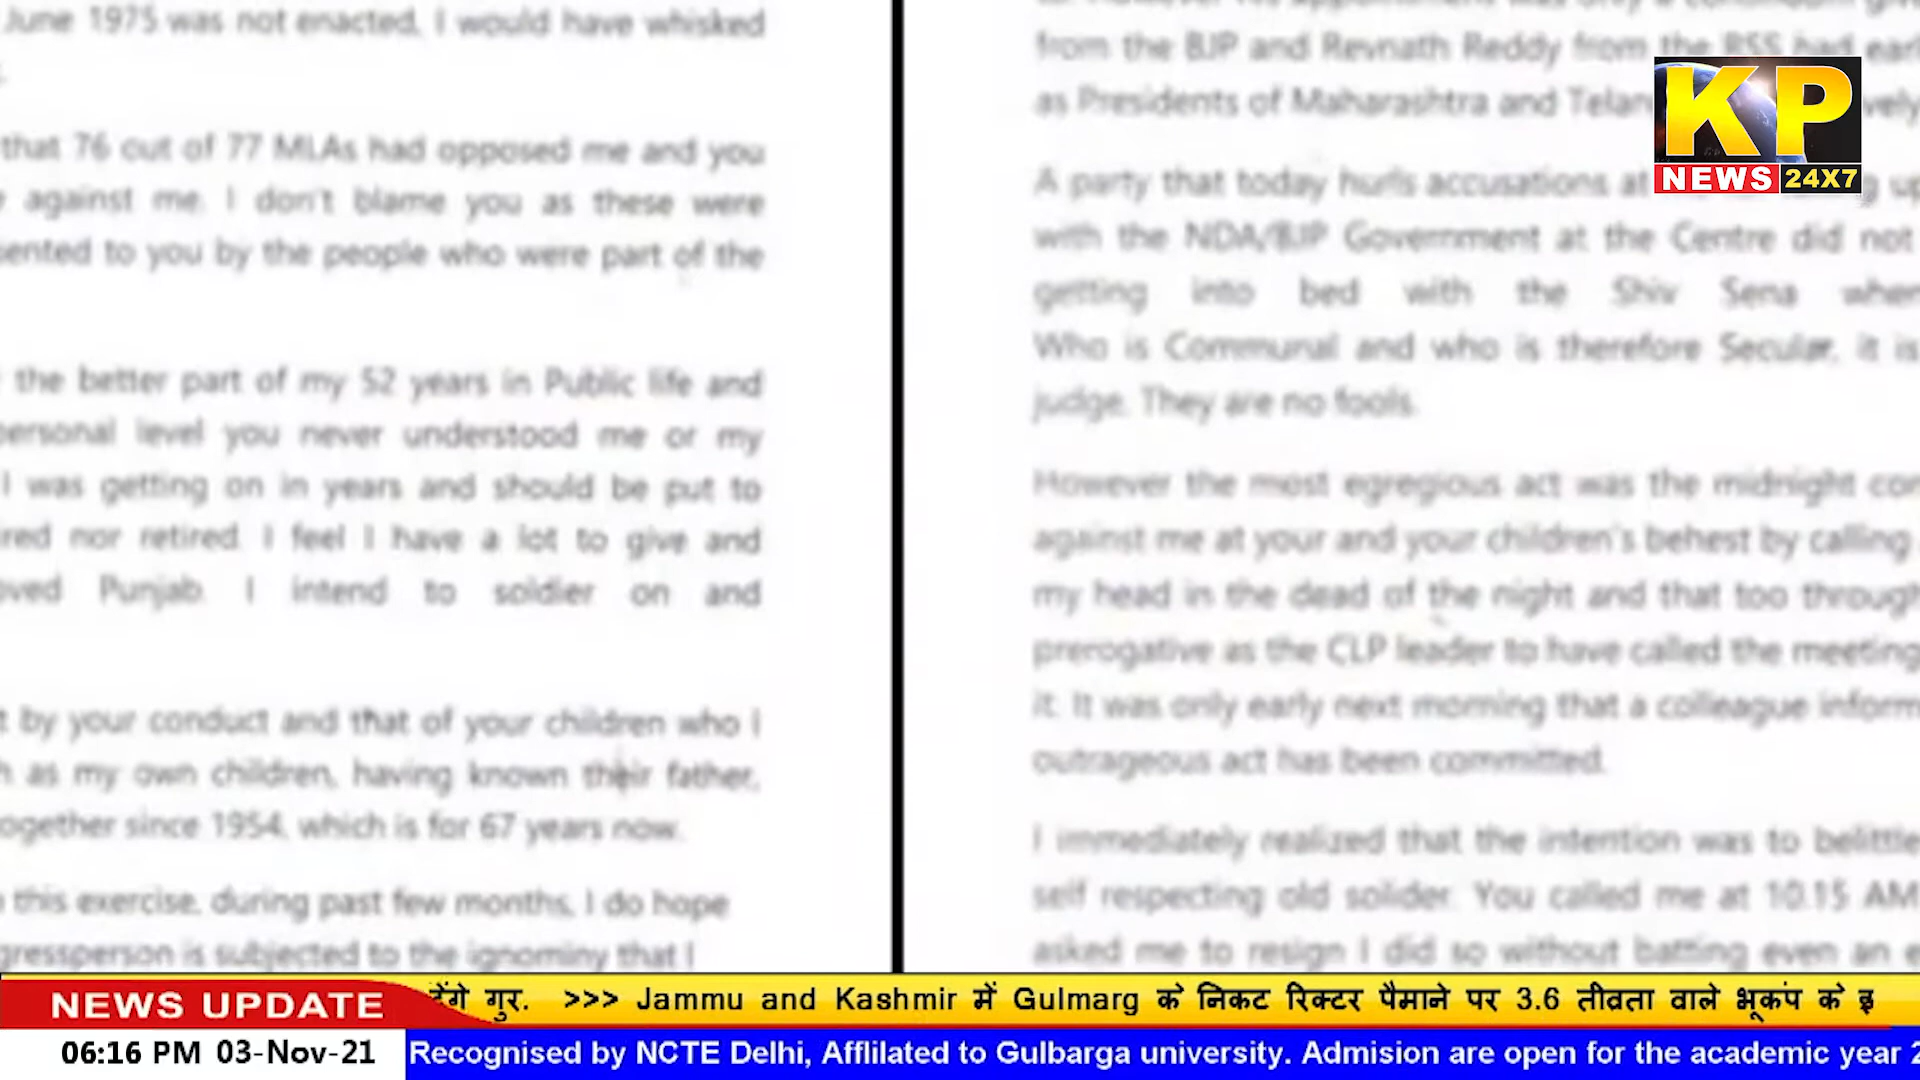 June 1975 was not enacted, I would have whisked
that 76 out of 77 MLAs had opposed me and you
against me. I don't blame you as these were
to you by the people who were part of the
the better part of my 52 years in Public life and
level you never understood me or my
I was getting on in years and should be put to
nor retired. I feel I have a lot to give and
Punjab. I intend to soldier on and
by your conduct and that of your children who I
as my own children, having known their father,
since 1954, which is for 67 years now.
this exercise, during past few months, I do hope
is subjected to the ignominy that I
from the BJP and Revnath Reddy from the RSS had
as Presidents of Maharashtra and
A party that today hurls accusations
with the NDA/BJP Government at the Centre did not
getting into bed with the Shiv Sena
Who is Communal and who is therefore Secular, it is
judge. They are no fools.
However the most egregious act was the midnight
against me at your and your children's behest by calling
my head in the dead of the night and that too through
prerogative as the CLP leader to have called the meeting
it. It was only early next morning that a colleague
outrageous act has been committed.
I immediately realized that the intention was to
self respecting old solider. You called me at 10.15 AM
asked me to resign I did so without batting even an
KP
NEWS 24X7
NEWS UPDATE
देंगे गुर. >>> Jammu and Kashmir में Gulmarg के निकट रिक्टर पैमाने पर 3.6 तीव्रता वाले भूकंप के
06:16 PM 03-Nov-21
Recognised by NCTE Delhi, Afflilated to Gulbarga university. Admision are open for the academic year